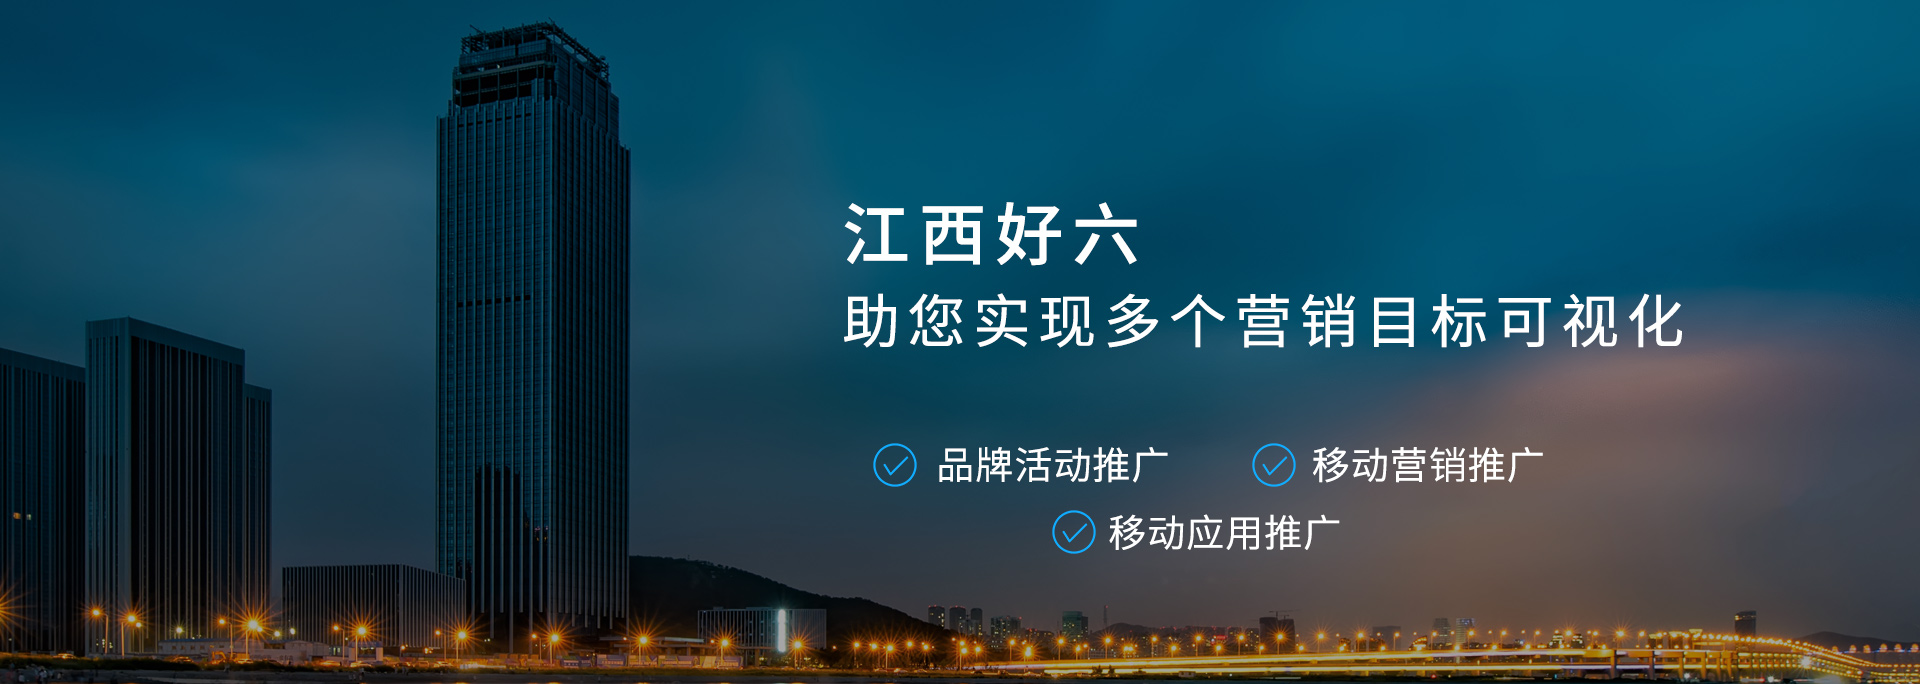 江西好六
助您实现多个营销目标可视化
品牌活动推广 移动营销推广
移动应用推广